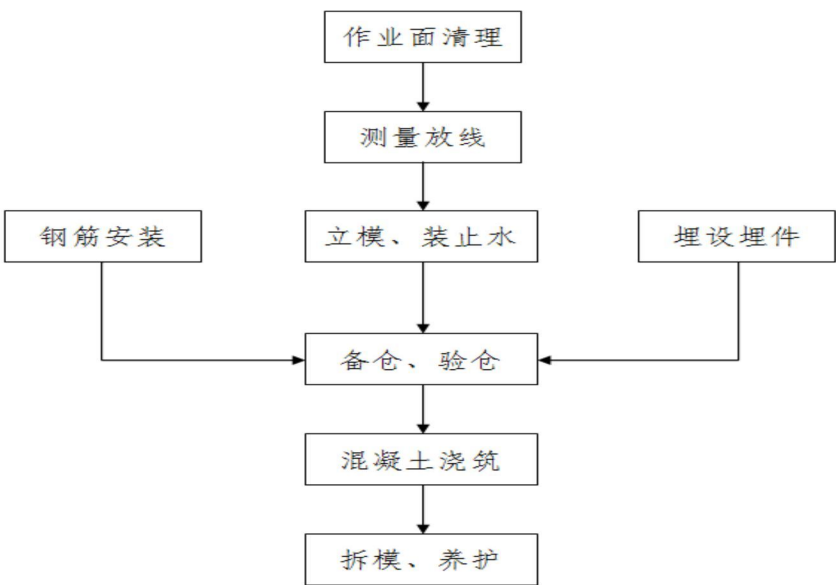 作业面清理
测量放线
钢筋安装
立模、装止水
埋设埋件
备仓、验仓
混凝土浇筑
拆模、养护